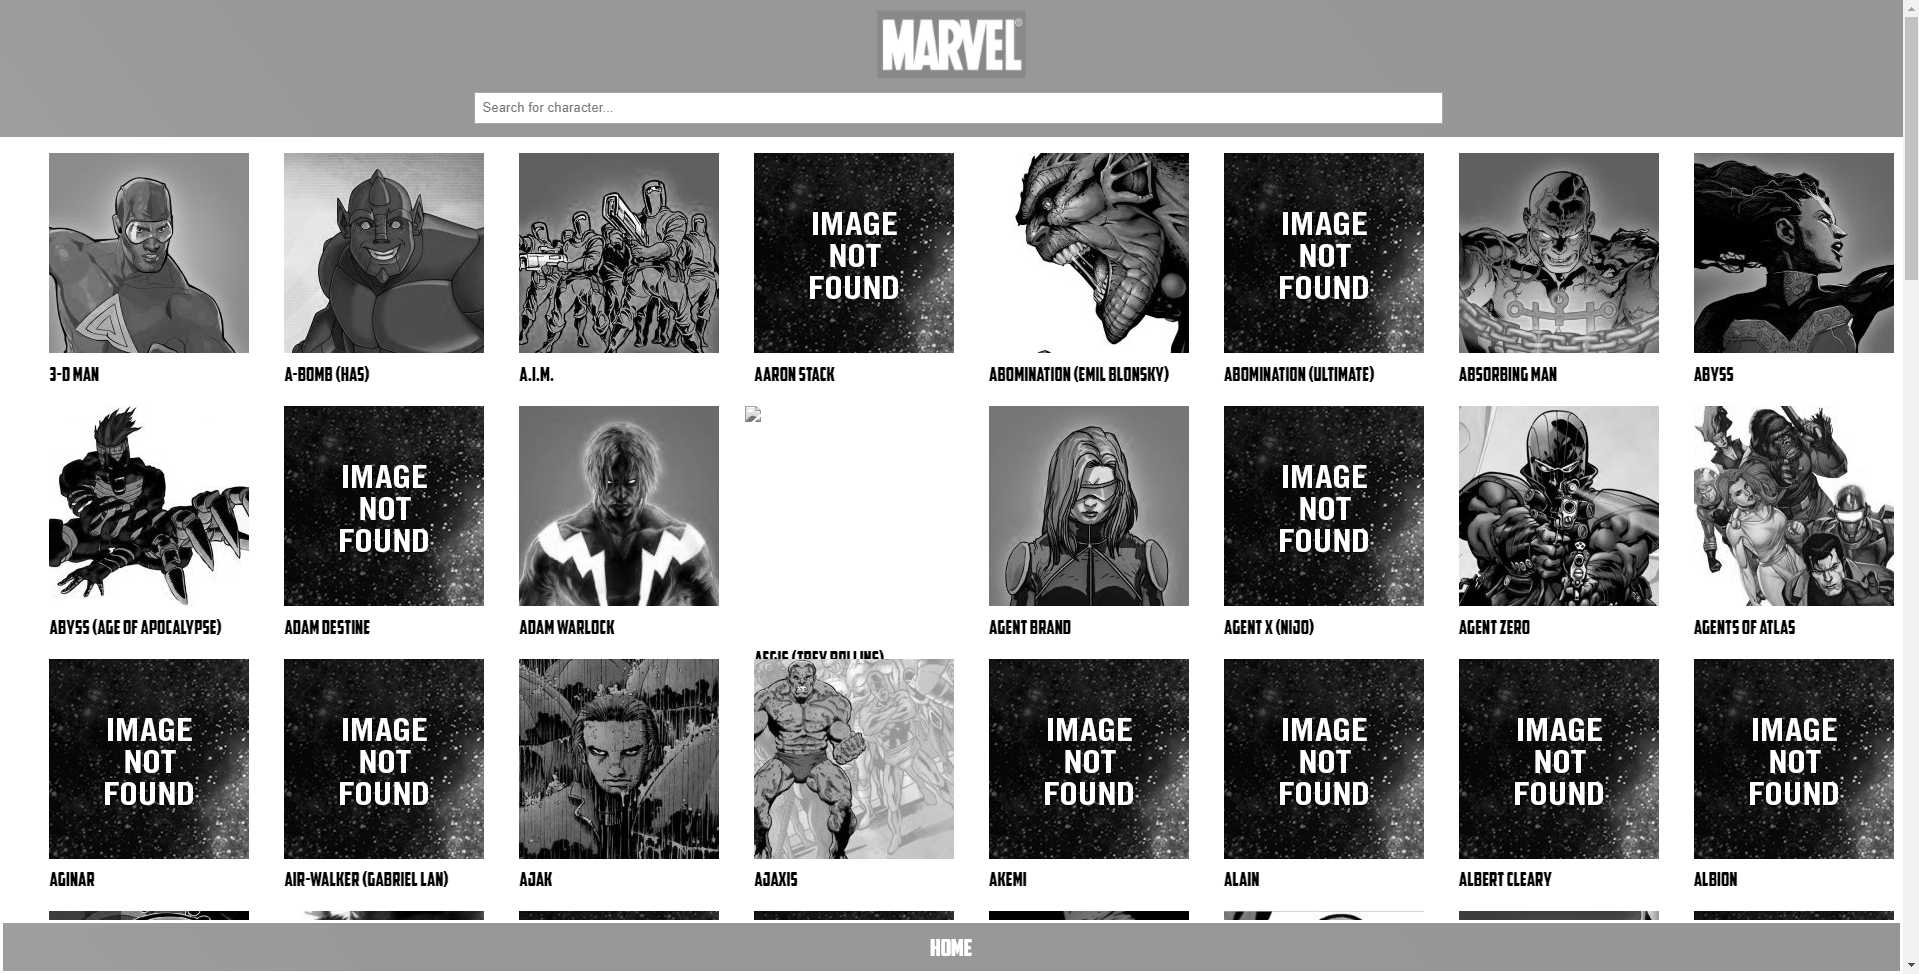 MARVEL®
Search for character...
IMAGE
NOT
FOUND
IMAGE
NOT
FOUND
3-D MAN
A-BOMB (HAS)
A.I.M.
AARON STACK
ABOMINATION (EMIL BLONSKY)
ABOMINATION (ULTIMATE)
ABSORBING MAN
ABYSS
IMAGE
NOT
FOUND
IMAGE
NOT
FOUND
ABYSS (AGE OF APOCALYPSE)
ADAM DESTINE
ADAM WARLOCK
AEGIS (TREY ROLLINS)
AGENT BRAND
AGENT X (NIJO)
AGENT ZERO
AGENTS OF ATLAS
IMAGE
NOT
FOUND
IMAGE
NOT
FOUND
IMAGE
NOT
FOUND
IMAGE
NOT
FOUND
IMAGE
NOT
FOUND
IMAGE
NOT
FOUND
AGINAR
AIR-WALKER (GABRIEL LAN)
AJAK
AJAXIS
AKEMI
ALAIN
ALBERT CLEARY
ALBION
HOME